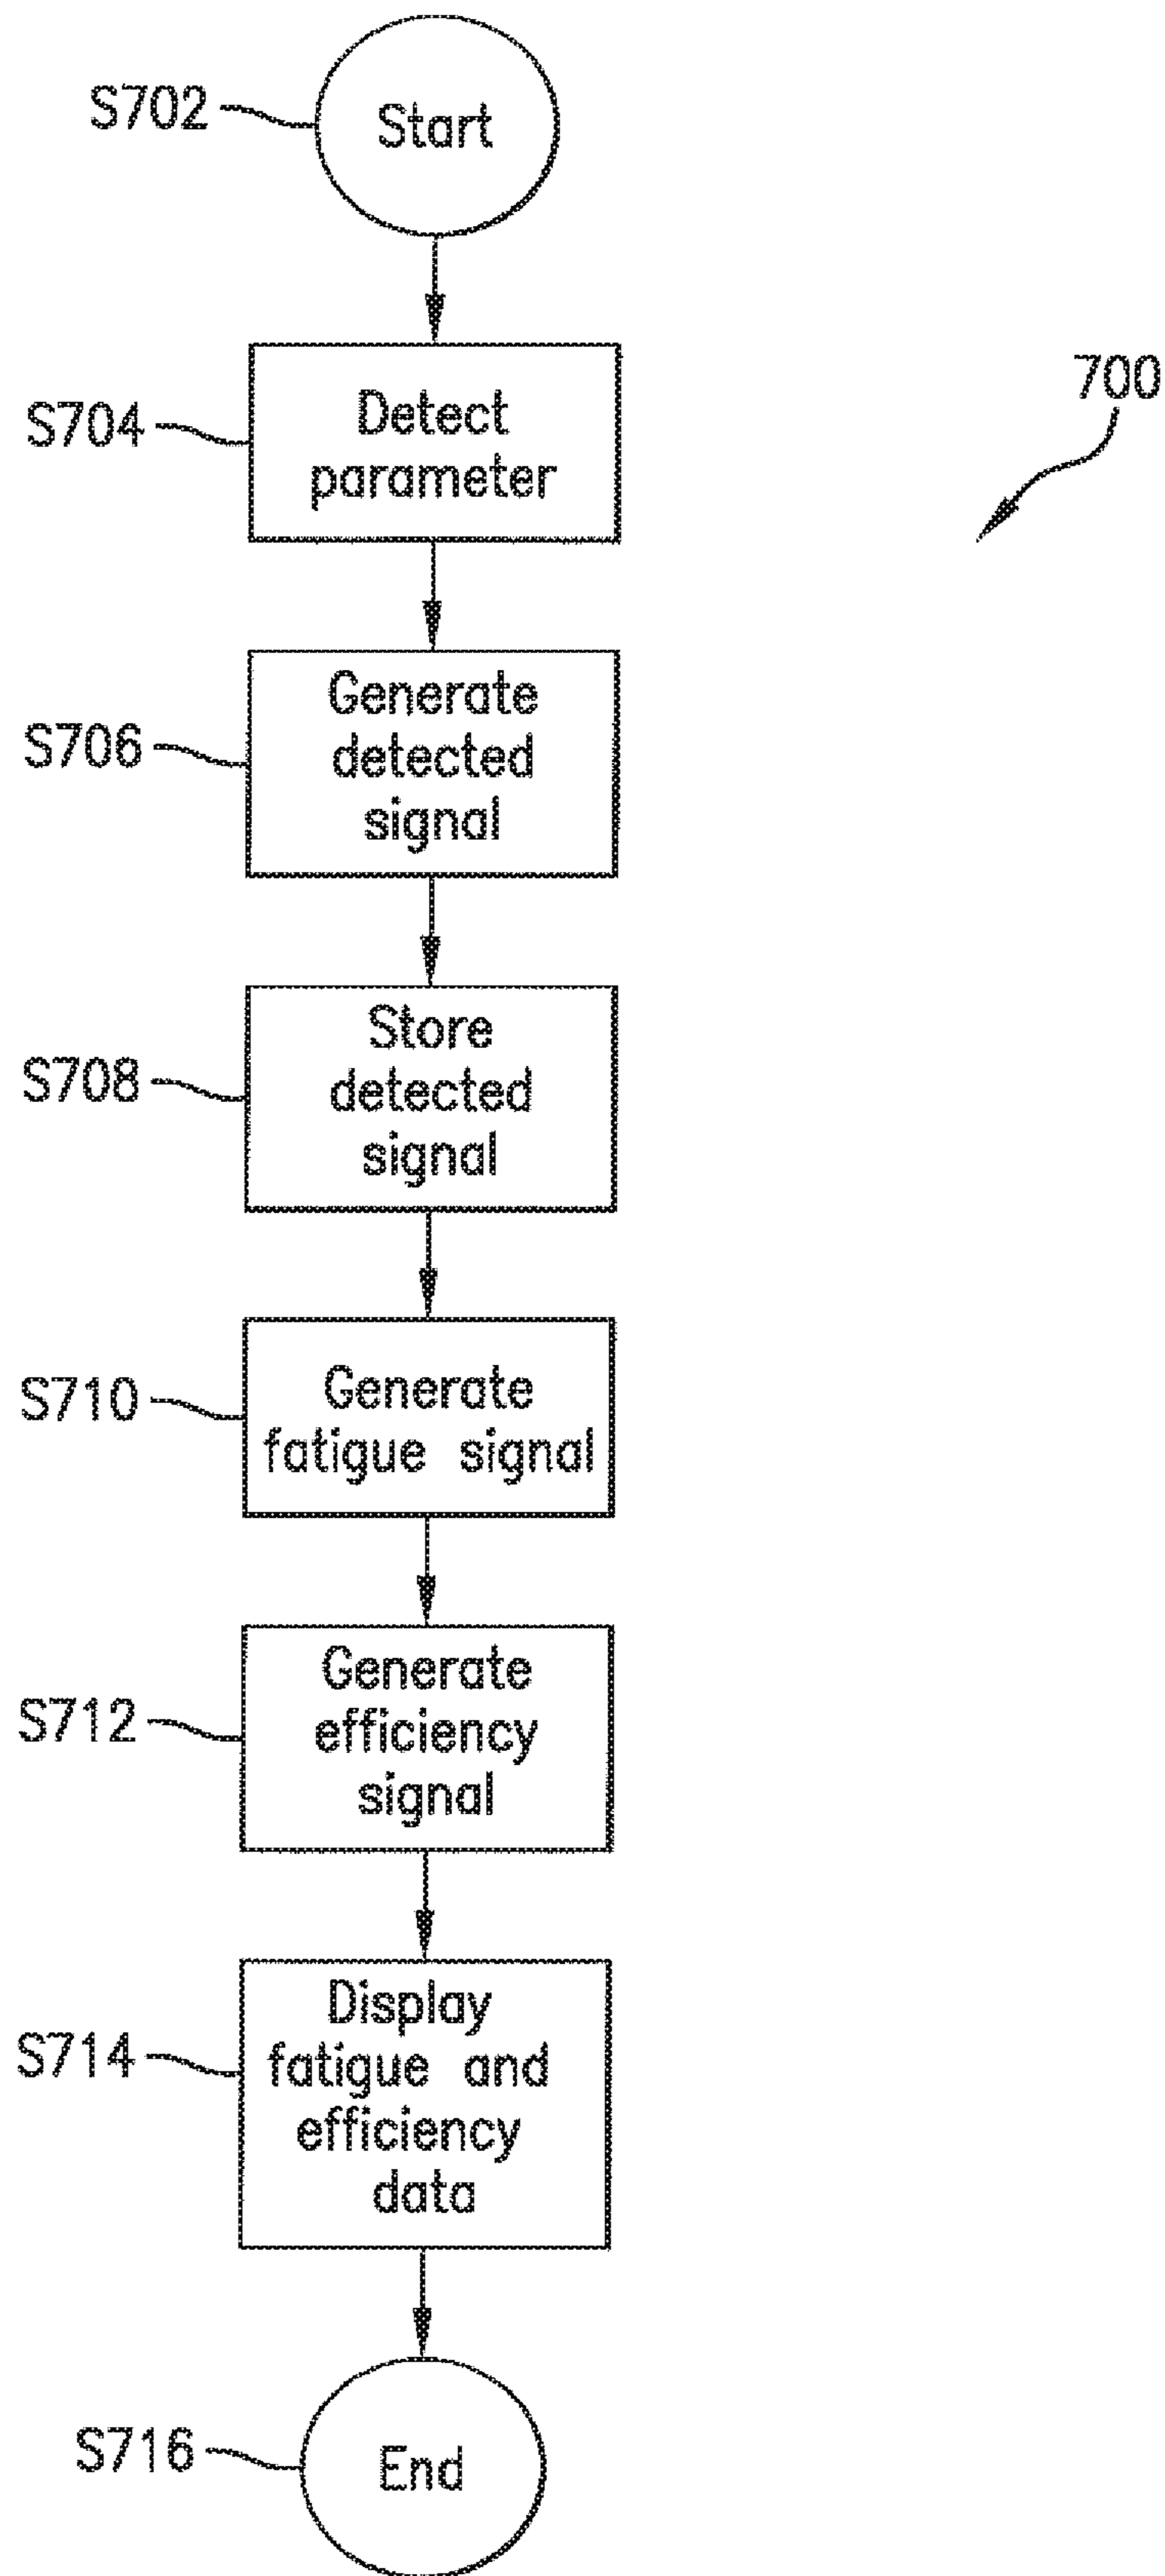 S702
Start
700
S704
Detect
parameter
S706
Generate
detected
signal
S708
Store
detected
signal
S710
Generate
fatigue signal
S712
Generate
efficiency
signal
S714
Display
fatigue and
efficiency
data
S716
End